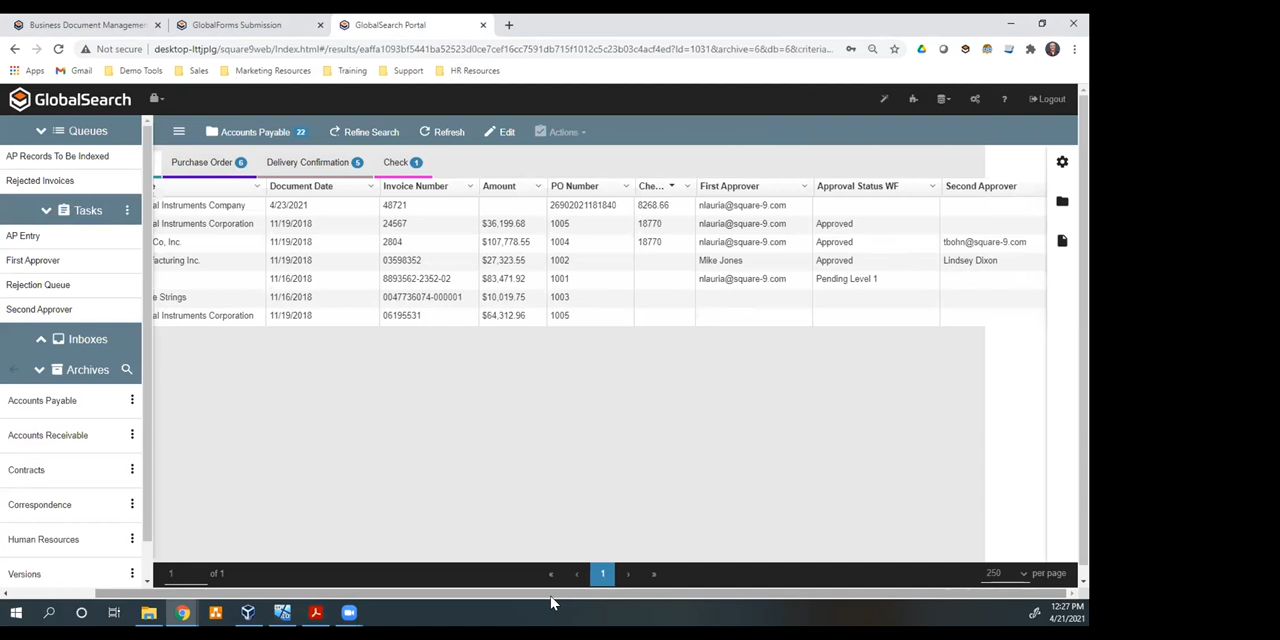 Business Document Manageme
GlobalForms Submission
GlobalSearch Portal
Not secure
desktop-lttjplg/square9web/Index.html#/results/eaffa1093bf5441ba52523d0ce7cef16cc7591db715f1012c5c23b03c4acf4ed?Id=1031&archive=6&db=6&criteria...
Apps
Gmail
Demo Tools
Sales
Marketing Resources
Training
Support
HR Resources
GlobalSearch
? Logout
Queues
Accounts Payable 22
Refine Search
Refresh
Edit
Actions
AP Records To Be Indexed
Rejected Invoices
Tasks
AP Entry
First Approver
Rejection Queue
Second Approver
Inboxes
Archives
Accounts Payable
Accounts Receivable
Contracts
Correspondence
Human Resources
Versions
Purchase Order 6
Delivery Confirmation 5
Check 1
e Document Date Invoice Number Amount PO Number Che... First Approver Approval Status WF Second Approver
al Instruments Company 4/23/2021 48721 26902021181840 8268.66 nlauria@square-9.com
al Instruments Corporation 11/19/2018 24567 $36,199.68 1005 18770 nlauria@square-9.com Approved
Co, Inc 11/19/2018 2804 $107,778.55 1004 18770 nlauria@square-9.com Approved tbohn@square-9.com
facturing Inc. 11/19/2018 03598352 $27,323.55 1002 Mike Jones Approved Lindsey Dixon
11/16/2018 8893562-2352-02 $83,471.92 1001 nlauria@square-9.com Pending Level 1
e Strings 11/16/2018 0047736074-000001 $10,019.75 1003
al Instruments Corporation 11/19/2018 06195531 $64,312.96 1005
1 of 1
« ‹ 1 › »
250 per page
12:27 PM
4/21/2021